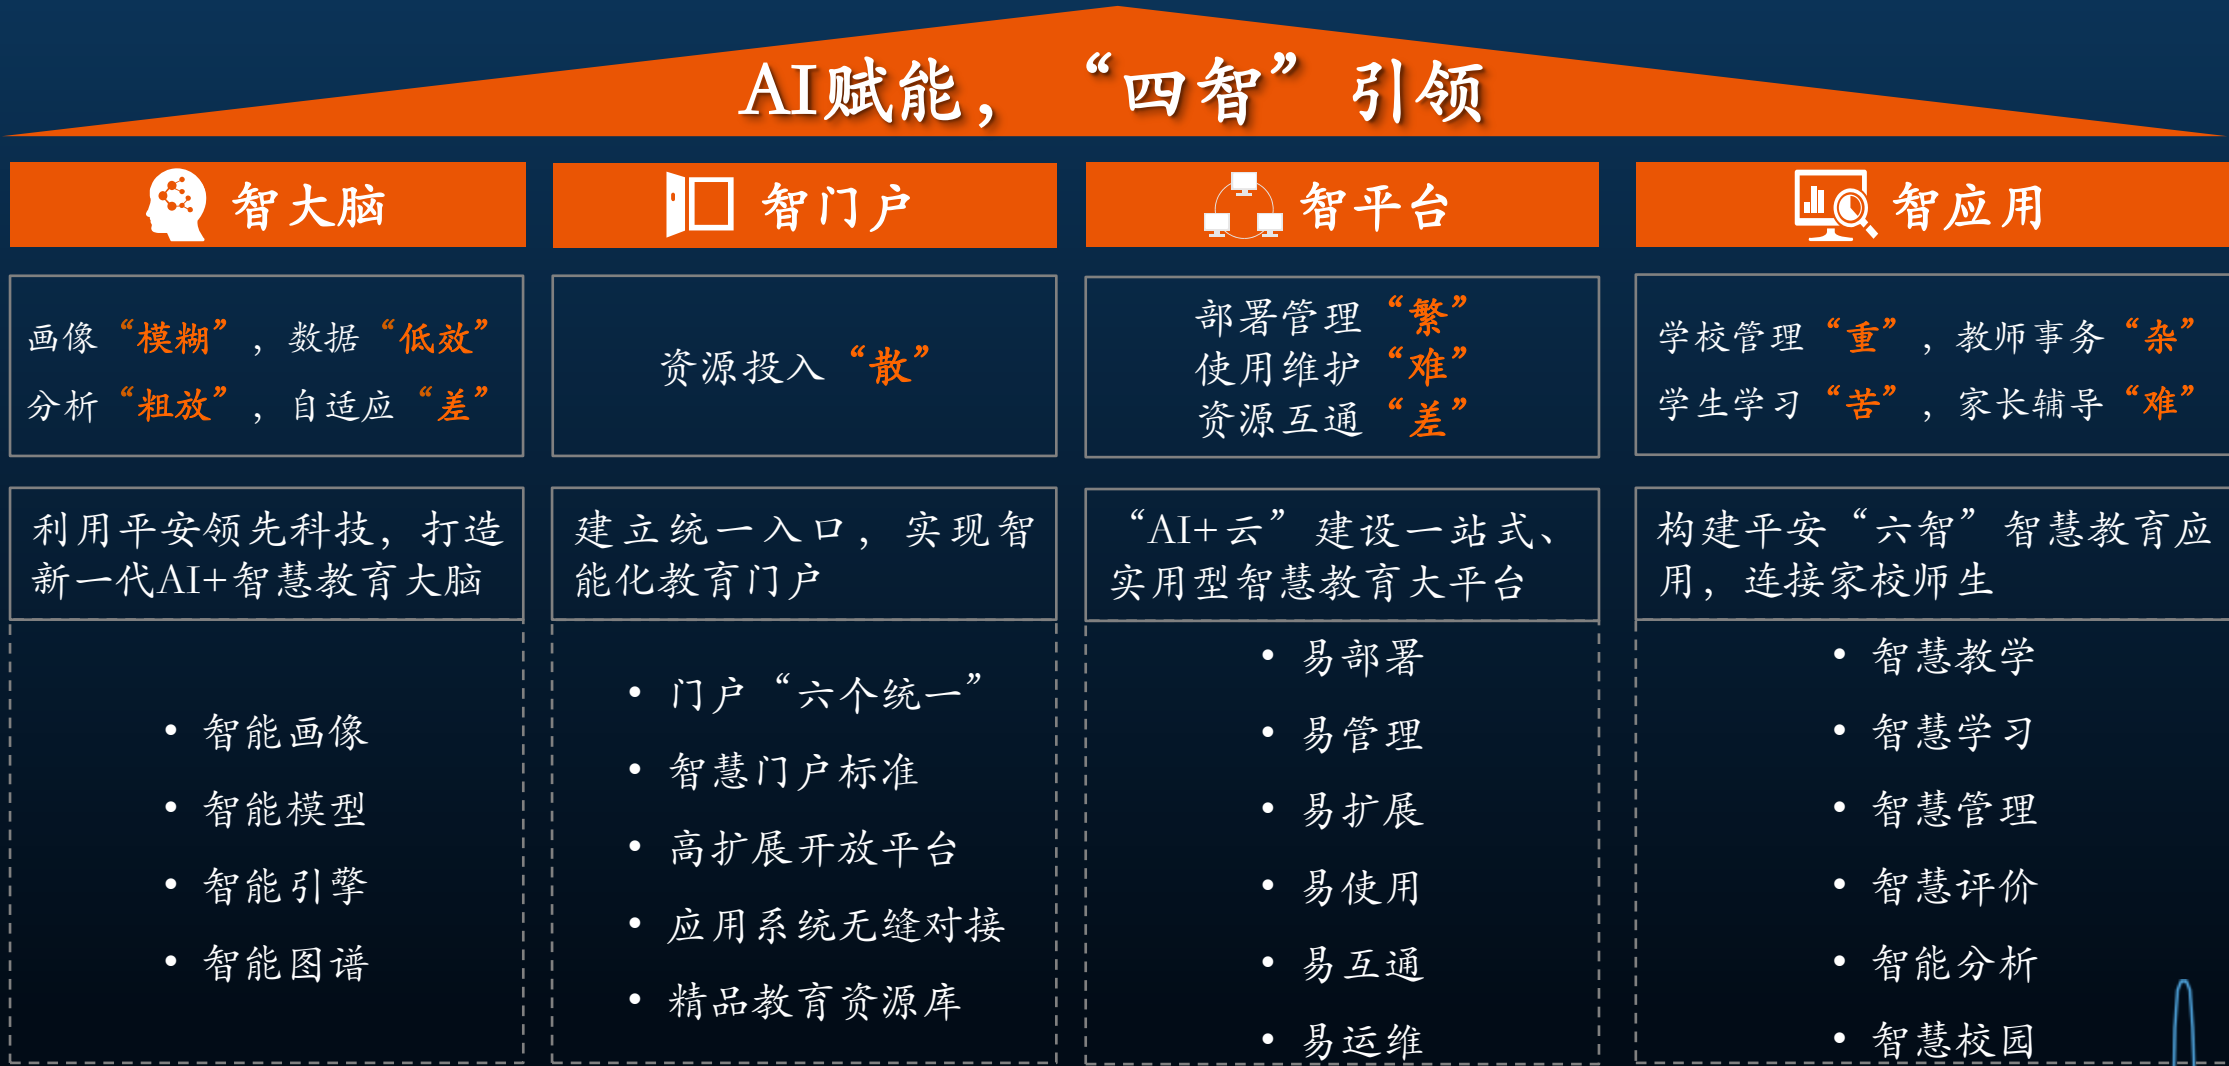 AI赋能，“四智”引领
智大脑
画像“模糊”，数据“低效”
分析“粗放”，自适应“差”
利用平安领先科技，打造
新一代AI+智慧教育大脑
• 智能画像
• 智能模型
• 智能引擎
• 智能图谱
智门户
资源投入“散”
建立统一入口，实现智
能化教育门户
• 门户“六个统一”
• 智慧门户标准
• 高扩展开放平台
• 应用系统无缝对接
• 精品教育资源库
智平台
部署管理“繁”
使用维护“难”
资源互通“差”
“AI+云”建设一站式、
实用型智慧教育大平台
• 易部署
• 易管理
• 易扩展
• 易使用
• 易互通
• 易运维
智应用
学校管理“重”，教师事务“杂”
学生学习“苦”，家长辅导“难”
构建平安“六智”智慧教育应
用，连接家校师生
• 智慧教学
• 智慧学习
• 智慧管理
• 智慧评价
• 智能分析
• 智慧校园